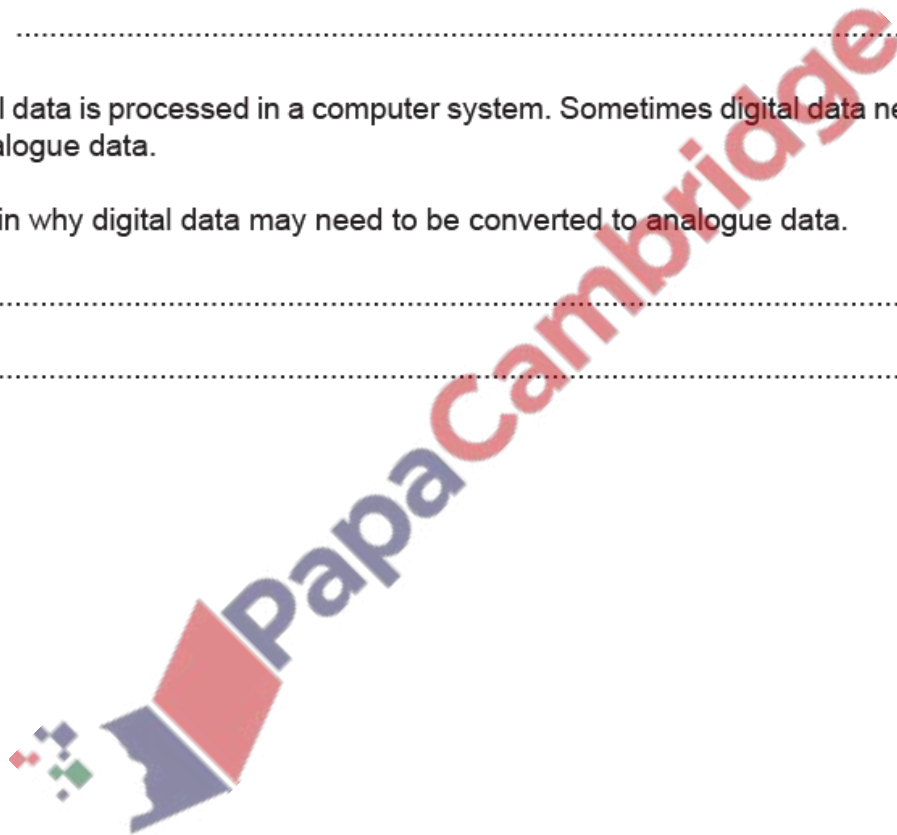 l data is processed in a computer system. Sometimes digital data ne
alogue data.
in why digital data may need to be converted to analogue data.
PapaCambridge